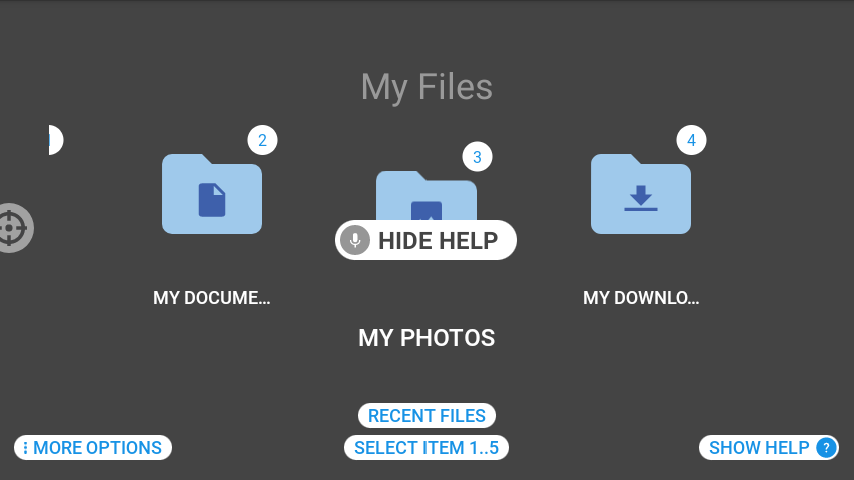 My Files
2
3
4
HIDE HELP
MY DOCUME...
MY DOWNLO...
MY PHOTOS
RECENT FILES
MORE OPTIONS
SELECT ITEM 1..5
SHOW HELP ?